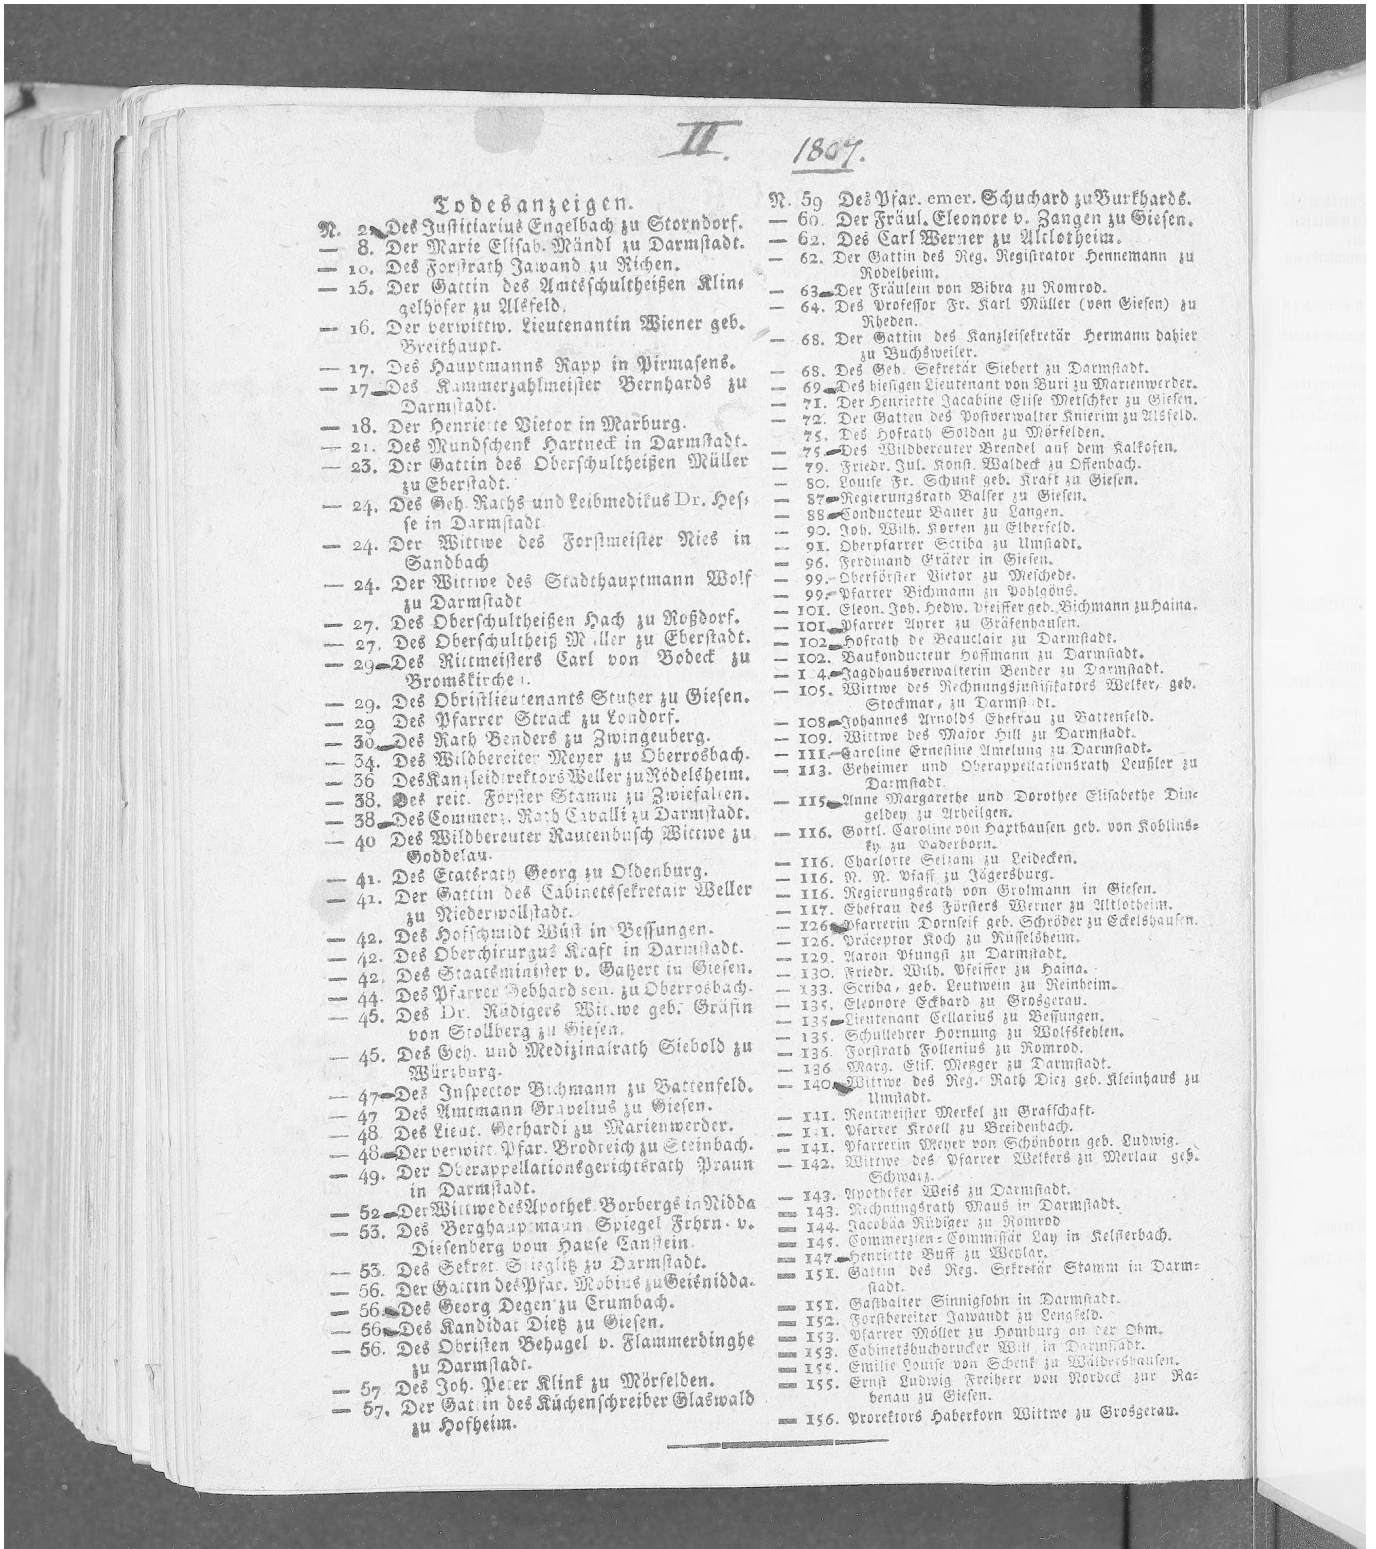 II.
1807.
Todesanzeigen.
N. 2. Des Justitiarius Engelbach zu Storndorf.
— 8. Der Marie Elisab. Mändl zu Darmstadt.
— 10. Des Forstrath Jawand zu Richen.
— 15. Der Gattin des Amtsschultheißen Klin-
gelhöfer zu Alsfeld.
— 16. Der verwittw. Lieutenantin Wiener geb.
Breithaupt.
— 17. Des Hauptmanns Rapp in Pirmasens.
— 17. Des Kammerzahlmeister Bernhards zu
Darmstadt.
— 18. Der Henriette Vietor in Marburg.
— 21. Des Mundschenk Hartneck in Darmstadt.
— 23. Der Gattin des Oberschultheißen Müller
zu Eberstadt.
— 24. Des Geh. Raths und Leibmedikus Dr. Hes-
se in Darmstadt
— 24. Der Wittwe des Forstmeister Nies in
Sandbach
— 24. Der Wittwe des Stadthauptmann Wolf
zu Darmstadt
— 27. Des Oberschultheißen Hach zu Roßdorf.
— 27. Des Oberschultheiß Müller zu Eberstadt.
— 29. Des Rittmeisters Carl von Bodeck zu
Bromskirchen.
— 29. Des Obristlieutenants Stutzer zu Giesen.
— 29 Des Pfarrer Strack zu Londorf.
— 30. Des Rath Benders zu Zwingenberg.
— 34. Des Wildbereiter Meyer zu Oberrosbach.
— 36 Des Kanzleidirektors Weller zu Rödelsheim.
— 38. Des reit. Förster Stamm zu Zwiefalten.
— 38. Des Commerz. Rath Cavalli zu Darmstadt.
— 40 Des Wildbereuter Rautenbusch Wittwe zu
Goddelau.
— 41. Des Etatsrath Georg zu Oldenburg.
— 41. Der Gattin des Cabinetssekretair Weller
zu Niederwöllstadt.
— 42. Des Hofschmidt Wüst in Bessungen.
— 42. Des Oberchirurgus Kraft in Darmstadt.
— 42. Des Staatsminister v. Gatzert in Giesen.
— 44. Des Pfarrer Gebhard sen. zu Oberrosbach.
— 45. Des Dr. Rüdigers Wittwe geb. Gräfin
von Stollberg zu Giesen.
— 45. Des Geh. und Medizinalrath Siebold zu
Würzburg.
— 47. Des Inspector Bichmann zu Battenfeld.
— 47 Des Amtmann Gravelius zu Giesen.
— 48 Des Lieut. Gerhardi zu Marienwerder.
— 48. Der verwitt. Pfar. Brodreich zu Steinbach.
— 49. Der Oberappellationsgerichtsrath Praun
in Darmstadt.
— 52. Der Wittwe des Apothek. Borbergs in Nidda
— 53. Des Berghauptmann Spiegel Frhrn. v.
Diesenberg vom Hause Canstein.
— 53. Des Sekret. Stieglitz zu Darmstadt.
— 56. Der Gattin des Pfar. Möbius zu Geisnidda.
— 56. Des Georg Degen zu Crumbach.
— 56. Des Kandidat Dietz zu Giesen.
— 56. Des Obristen Behagel v. Flammerdinghe
zu Darmstadt.
— 57 Des Joh. Peter Klink zu Mörfelden.
— 57. Der Gattin des Küchenschreiber Glaswald
zu Hofheim.
N. 59 Des Pfar. emer. Schuchard zu Burkhards.
— 60. Der Fräul. Eleonore v. Zangen zu Giesen.
— 62. Des Carl Werner zu Altlotheim.
— 62. Der Gattin des Reg. Registrator Hennemann zu
Rödelheim.
— 63. Der Fräulein von Bibra zu Romrod.
— 64. Des Professor Fr. Karl Müller (von Giesen) zu
Rheden.
— 68. Der Gattin des Kanzleisekretär Hermann dahier
zu Buchsweiler.
— 68. Des Geh. Sekretär Siebert zu Darmstadt.
— 69. Des hiesigen Lieutenant von Buri zu Marienwerder.
— 71. Der Henriette Jacabine Elise Metschker zu Giesen.
— 72. Der Gatten des Postverwalter Knierim zu Alsfeld.
75. Des Hofrath Soldan zu Mörfelden.
— 75. Des Wildbereuter Brendel auf dem Kalkofen.
— 79. Friedr. Jul. Konst. Waldeck zu Offenbach.
— 80. Louise Fr. Schunk geb. Kraft zu Giesen.
— 87. Regierungsrath Balser zu Giesen.
— 88. Conducteur Bauer zu Langen.
— 90. Joh. Wilh. Korten zu Elberfeld.
— 91. Oberpfarrer Scriba zu Umstadt.
— 96. Ferdinand Gräter in Giesen.
— 99. Oberförster Vietor zu Meschede.
— 99. Pfarrer Bichmann zu Pohlgöns.
— 101. Eleon. Joh. Hedw. Pfeiffer geb. Bichmann zu Haina.
— 101. Pfarrer Ayrer zu Gräfenhausen.
— 102. Hofrath de Beauclair zu Darmstadt.
— 102. Baukonducteur Hoffmann zu Darmstadt.
— 104. Jagdhausverwalterin Bender zu Darmstadt.
— 105. Wittwe des Rechnungsjustifikators Welker, geb.
Stockmar, zu Darmstadt.
— 108. Johannes Arnolds Ehefrau zu Battenfeld.
— 109. Wittwe des Major Hill zu Darmstadt.
— 111. Caroline Ernestine Amelung zu Darmstadt.
— 113. Geheimer und Oberappellationsrath Leußler zu
Darmstadt.
— 115. Anne Margarethe und Dorothee Elisabethe Din-
geldey zu Arheilgen.
— 116. Gottl. Caroline von Harthausen geb. von Koblins-
ky zu Paderborn.
— 116. Charlotte Selzam zu Leidecken.
— 116. N. N. Pfaff zu Jägersburg.
— 116. Regierungsrath von Grolmann in Giesen.
— 117. Ehefrau des Försters Werner zu Altlotheim.
— 126. Pfarrerin Dornseif geb. Schröder zu Eckelshausen.
— 126. Präceptor Koch zu Rüsselsheim.
— 129. Aaron Pfungst zu Darmstadt.
— 130. Friedr. Wilh. Pfeiffer zu Haina.
— 133. Scriba, geb. Leutwein zu Reinheim.
— 135. Eleonore Eckhard zu Grosgerau.
— 135. Lieutenant Cellarius zu Bessungen.
— 135. Schullehrer Hornung zu Wolfskehlen.
— 136. Forstrath Follenius zu Romrod.
— 136 Marg. Elis. Metzger zu Darmstadt.
— 140. Wittwe des Reg. Rath Diez geb. Kleinhaus zu
Umstadt.
— 141. Rentmeister Merkel zu Grafschaft.
— 141. Pfarrer Kroell zu Breidenbach.
— 141. Pfarrerin Meyer von Schönborn geb. Ludwig.
— 142. Wittwe des Pfarrer Welkers zu Merlau geb.
Schwarz.
— 143. Apotheker Weis zu Darmstadt.
— 143. Rechnungsrath Maus in Darmstadt.
— 144. Jacobäa Rüdiger zu Romrod
— 145. Commerzien-Commissär Lay in Kelsterbach.
— 147. Henriette Buff zu Wetzlar.
— 151. Gattin des Reg. Sekretär Stamm in Darm-
stadt.
— 151. Gasthalter Sinnigsohn in Darmstadt.
— 152. Forstbereiter Jawandt zu Lengfeld.
— 153. Pfarrer Möller zu Homburg an der Ohm.
— 153. Cabinetsbuchdrucker Will in Darmstadt.
— 155. Emilie Louise von Schenk zu Wäldershausen.
— 155. Ernst Ludwig Freiherr von Nordeck zur Ra-
benau zu Giesen.
— 156. Prorektors Haberkorn Wittwe zu Grosgerau.